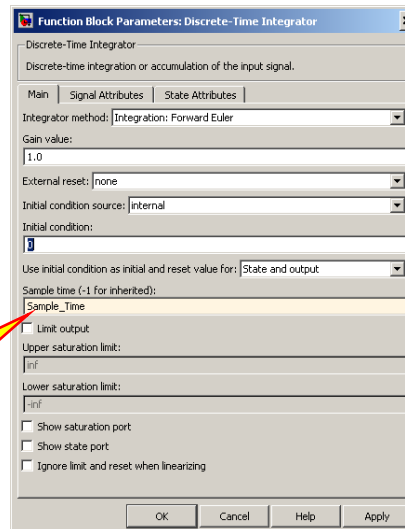 Function Block Parameters: Discrete-Time Integrator
Discrete-Time Integrator
Discrete-time integration or accumulation of the input signal.
Main Signal Attributes State Attributes
Integrator method: Integration: Forward Euler
Gain value:
1.0
External reset: none
Initial condition source: internal
Initial condition:
0
Use initial condition as initial and reset value for: State and output
Sample time (-1 for inherited):
Sample_Time
Limit output
Upper saturation limit:
inf
Lower saturation limit:
-inf
Show saturation port
Show state port
Ignore limit and reset when linearizing
OK Cancel Help Apply